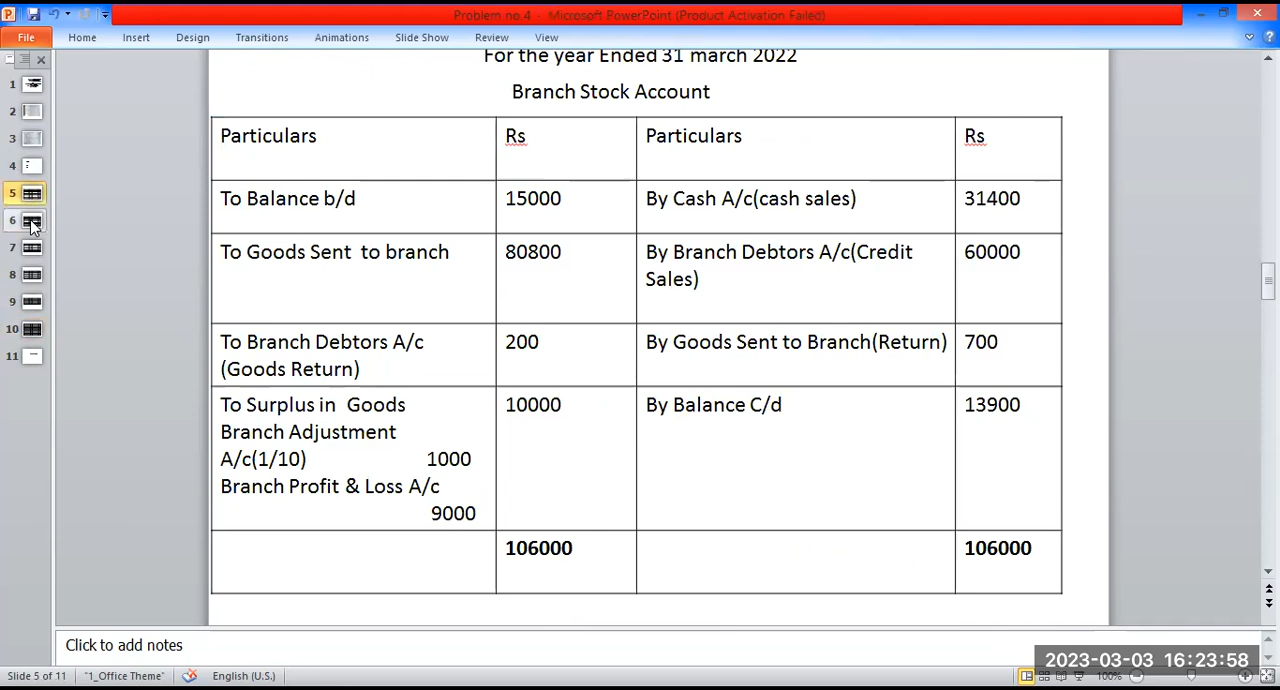 Problem no 4 - Microsoft PowerPoint (Product Activation Failed)
File Home Insert Design Transitions Animations Slide Show Review View
For the year Ended 31 march 2022
Branch Stock Account
Particulars Rs Particulars Rs
To Balance b/d 15000 By Cash A/c(cash sales) 31400
To Goods Sent to branch 80800 By Branch Debtors A/c(Credit
Sales) 60000
To Branch Debtors A/c
(Goods Return) 200 By Goods Sent to Branch(Return) 700
To Surplus in Goods
Branch Adjustment
A/c(1/10) 1000
Branch Profit & Loss A/c
9000
10000 By Balance C/d 13900
106000 106000
1
2
3
4
5
6
7
8
9
10
11
Click to add notes
2023-03-03 16:23:58
Slide 5 of 11 "1_Office Theme" English (U.S.) 100%